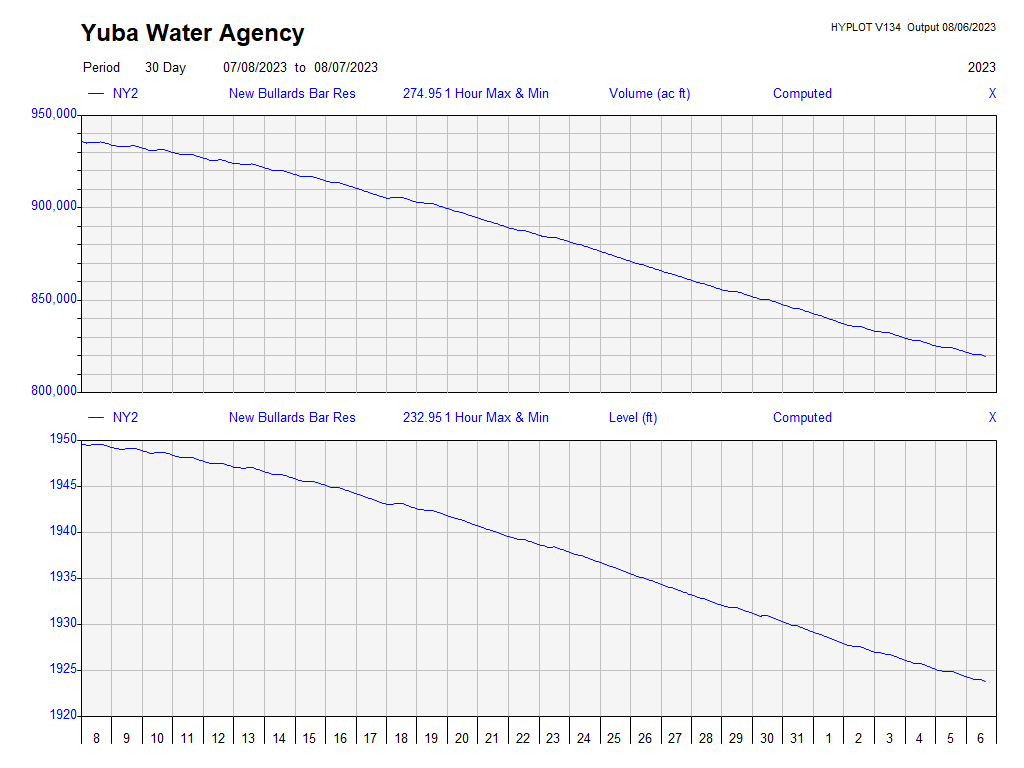 Yuba Water Agency
HYPLOT V134 Output 08/06/2023
Period 30 Day 07/08/2023 to 08/07/2023 2023
NY2 New Bullards Bar Res 274.95 1 Hour Max & Min Volume (ac ft) Computed X
950,000
900,000
850,000
800,000
NY2 New Bullards Bar Res 232.95 1 Hour Max & Min Level (ft) Computed X
1950
1945
1940
1935
1930
1925
1920
8 9 10 11 12 13 14 15 16 17 18 19 20 21 22 23 24 25 26 27 28 29 30 31 1 2 3 4 5 6